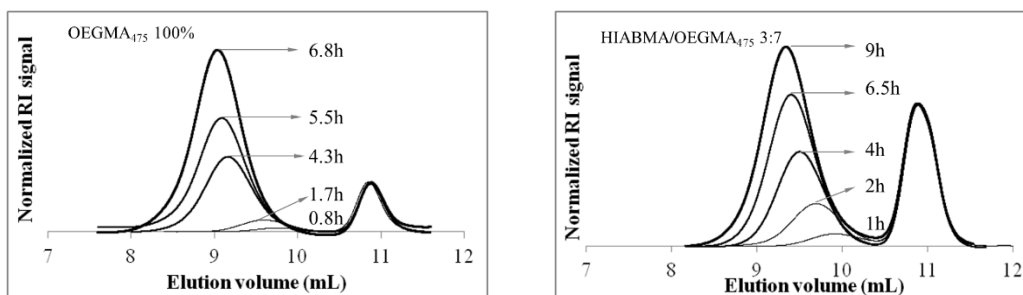 OEGMA₄₇₅ 100%
6.8h
5.5h
4.3h
1.7h
0.8h
Normalized RI signal
7 8 9 10 11 12
Elution volume (mL)
HIABMA/OEGMA₄₇₅ 3:7
9h
6.5h
4h
2h
1h
Normalized RI signal
7 8 9 10 11 12
Elution volume (mL)